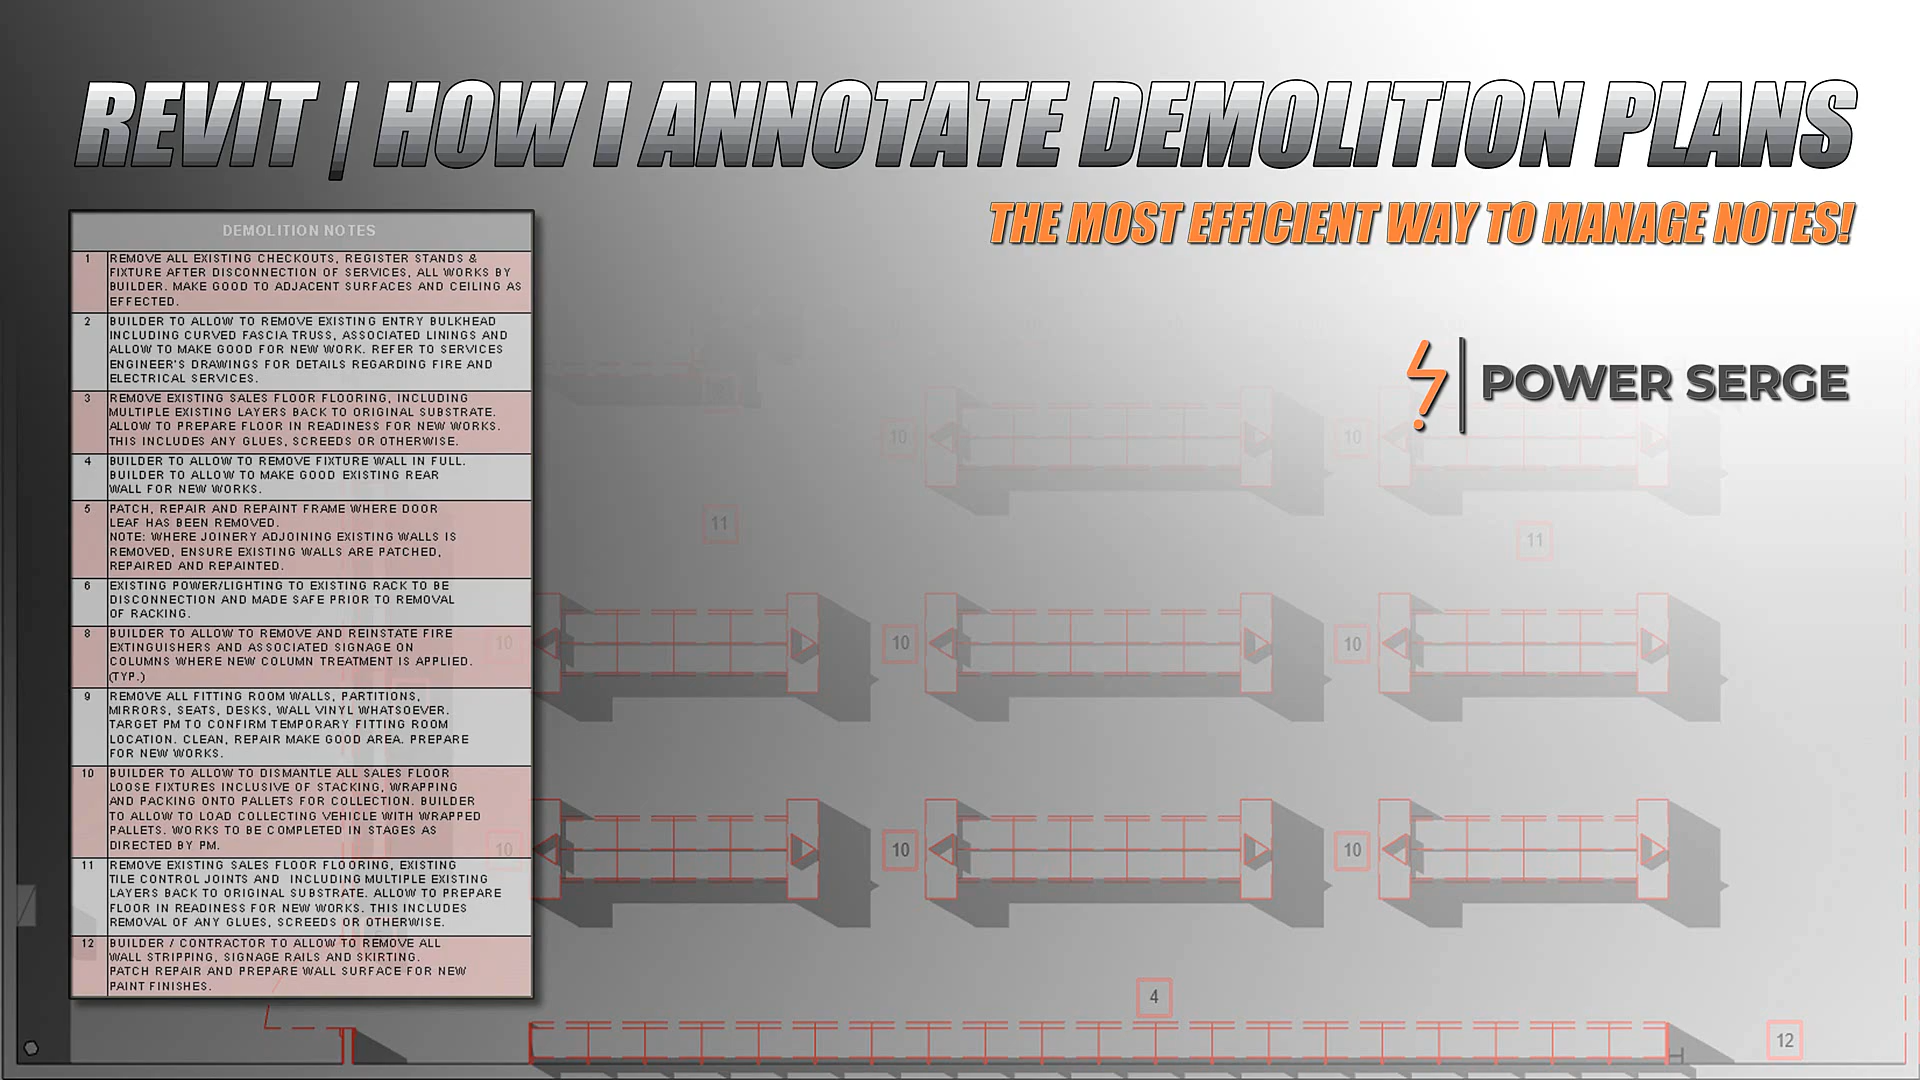 REVIT | HOW I ANNOTATE DEMOLITION PLANS
THE MOST EFFICIENT WAY TO MANAGE NOTES!
POWER SERGE
DEMOLITION NOTES
1 REMOVE ALL EXISTING CHECKOUTS, REGISTER STANDS &
FIXTURE AFTER DISCONNECTION OF SERVICES, ALL WORKS BY
BUILDER. MAKE GOOD TO ADJACENT SURFACES AND CEILING AS
EFFECTED.
2 BUILDER TO ALLOW TO REMOVE EXISTING ENTRY BULKHEAD
INCLUDING CURVED FASCIA TRUSS, ASSOCIATED LININGS AND
ALLOW TO MAKE GOOD FOR NEW WORK. REFER TO SERVICES
ENGINEER'S DRAWINGS FOR DETAILS REGARDING FIRE AND
ELECTRICAL SERVICES.
3 REMOVE EXISTING SALES FLOOR FLOORING, INCLUDING
MULTIPLE EXISTING LAYERS BACK TO ORIGINAL SUBSTRATE.
ALLOW TO PREPARE FLOOR IN READINESS FOR NEW WORKS.
THIS INCLUDES ANY GLUES, SCREEDS OR OTHERWISE.
4 BUILDER TO ALLOW TO REMOVE FIXTURE WALL IN FULL.
BUILDER TO ALLOW TO MAKE GOOD EXISTING REAR
WALL FOR NEW WORKS.
5 PATCH, REPAIR AND REPAINT FRAME WHERE DOOR
LEAF HAS BEEN REMOVED.
NOTE: WHERE JOINERY ADJOINING EXISTING WALLS IS
REMOVED, ENSURE EXISTING WALLS ARE PATCHED,
REPAIRED AND REPAINTED.
6 EXISTING POWER/LIGHTING TO EXISTING RACK TO BE
DISCONNECTION AND MADE SAFE PRIOR TO REMOVAL
OF RACKING.
8 BUILDER TO ALLOW TO REMOVE AND REINSTATE FIRE
EXTINGUISHERS AND ASSOCIATED SIGNAGE ON
COLUMNS WHERE NEW COLUMN TREATMENT IS APPLIED.
(TYP.)
9 REMOVE ALL FITTING ROOM WALLS, PARTITIONS,
MIRRORS, SEATS, DESKS, WALL VINYL WHATSOEVER.
TARGET PM TO CONFIRM TEMPORARY FITTING ROOM
LOCATION. CLEAN, REPAIR MAKE GOOD AREA. PREPARE
FOR NEW WORKS.
10 BUILDER TO ALLOW TO DISMANTLE ALL SALES FLOOR
LOOSE FIXTURES INCLUSIVE OF STACKING, WRAPPING
AND PACKING ONTO PALLETS FOR COLLECTION. BUILDER
TO ALLOW TO LOAD COLLECTING VEHICLE WITH WRAPPED
PALLETS. WORKS TO BE COMPLETED IN STAGES AS
DIRECTED BY PM.
11 REMOVE EXISTING SALES FLOOR FLOORING, EXISTING
TILE CONTROL JOINTS AND INCLUDING MULTIPLE EXISTING
LAYERS BACK TO ORIGINAL SUBSTRATE. ALLOW TO PREPARE
FLOOR IN READINESS FOR NEW WORKS. THIS INCLUDES
REMOVAL OF ANY GLUES, SCREEDS OR OTHERWISE.
12 BUILDER / CONTRACTOR TO ALLOW TO REMOVE ALL
WALL STRIPPING, SIGNAGE RAILS AND SKIRTING.
PATCH REPAIR AND PREPARE WALL SURFACE FOR NEW
PAINT FINISHES.
10 10
11 11
10 10 10
10 10 10
4
12